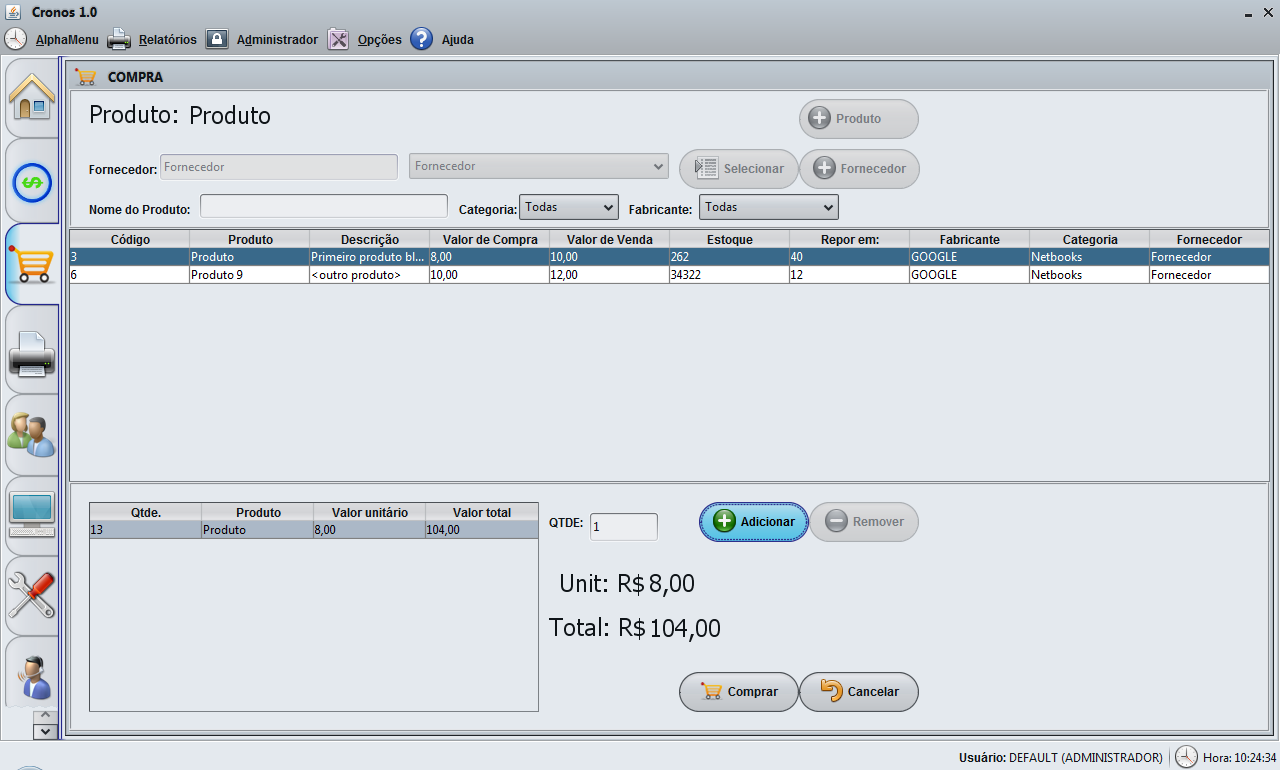 Cronos 1.0
AlphaMenu Relatórios Administrador Opções Ajuda
COMPRA
Produto: Produto
Produto
Fornecedor: Fornecedor Fornecedor Selecionar Fornecedor
Nome do Produto: Categoria: Todas Fabricante: Todas
Código Produto Descrição Valor de Compra Valor de Venda Estoque Repor em: Fabricante Categoria Fornecedor
3 Produto Primeiro produto bl... 8,00 10,00 262 40 GOOGLE Netbooks Fornecedor
6 Produto 9 <outro produto> 10,00 12,00 34322 12 GOOGLE Netbooks Fornecedor
Qtde. Produto Valor unitário Valor total
13 Produto 8,00 104,00
QTDE: 1 Adicionar Remover
Unit: R$ 8,00
Total: R$ 104,00
Comprar Cancelar
Usuário: DEFAULT (ADMINISTRADOR) Hora: 10:24:34